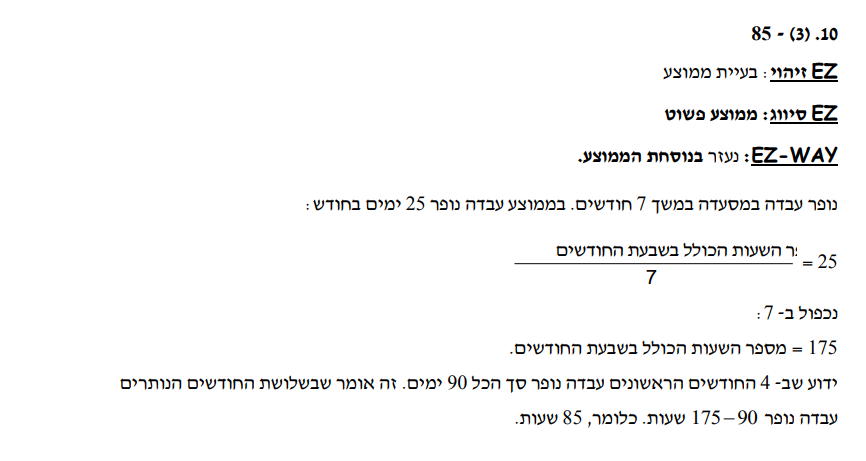 10. (3) - 85
EZ זיהוי: בעיית ממוצע
EZ סיווג: ממוצע פשוט
EZ-WAY: נעזר בנוסחת הממוצע.
נופר עבדה במסעדה במשך 7 חודשים. בממוצע עבדה נופר 25 ימים בחודש:
25 = ר השעות הכולל בשבעת החודשים
7
נכפול ב- 7:
175 = מספר השעות הכולל בשבעת החודשים.
ידוע שב- 4 החודשים הראשונים עבדה נופר סך הכל 90 ימים. זה אומר שבשלושת החודשים הנותרים
עבדה נופר 175-90 שעות. כלומר, 85 שעות.